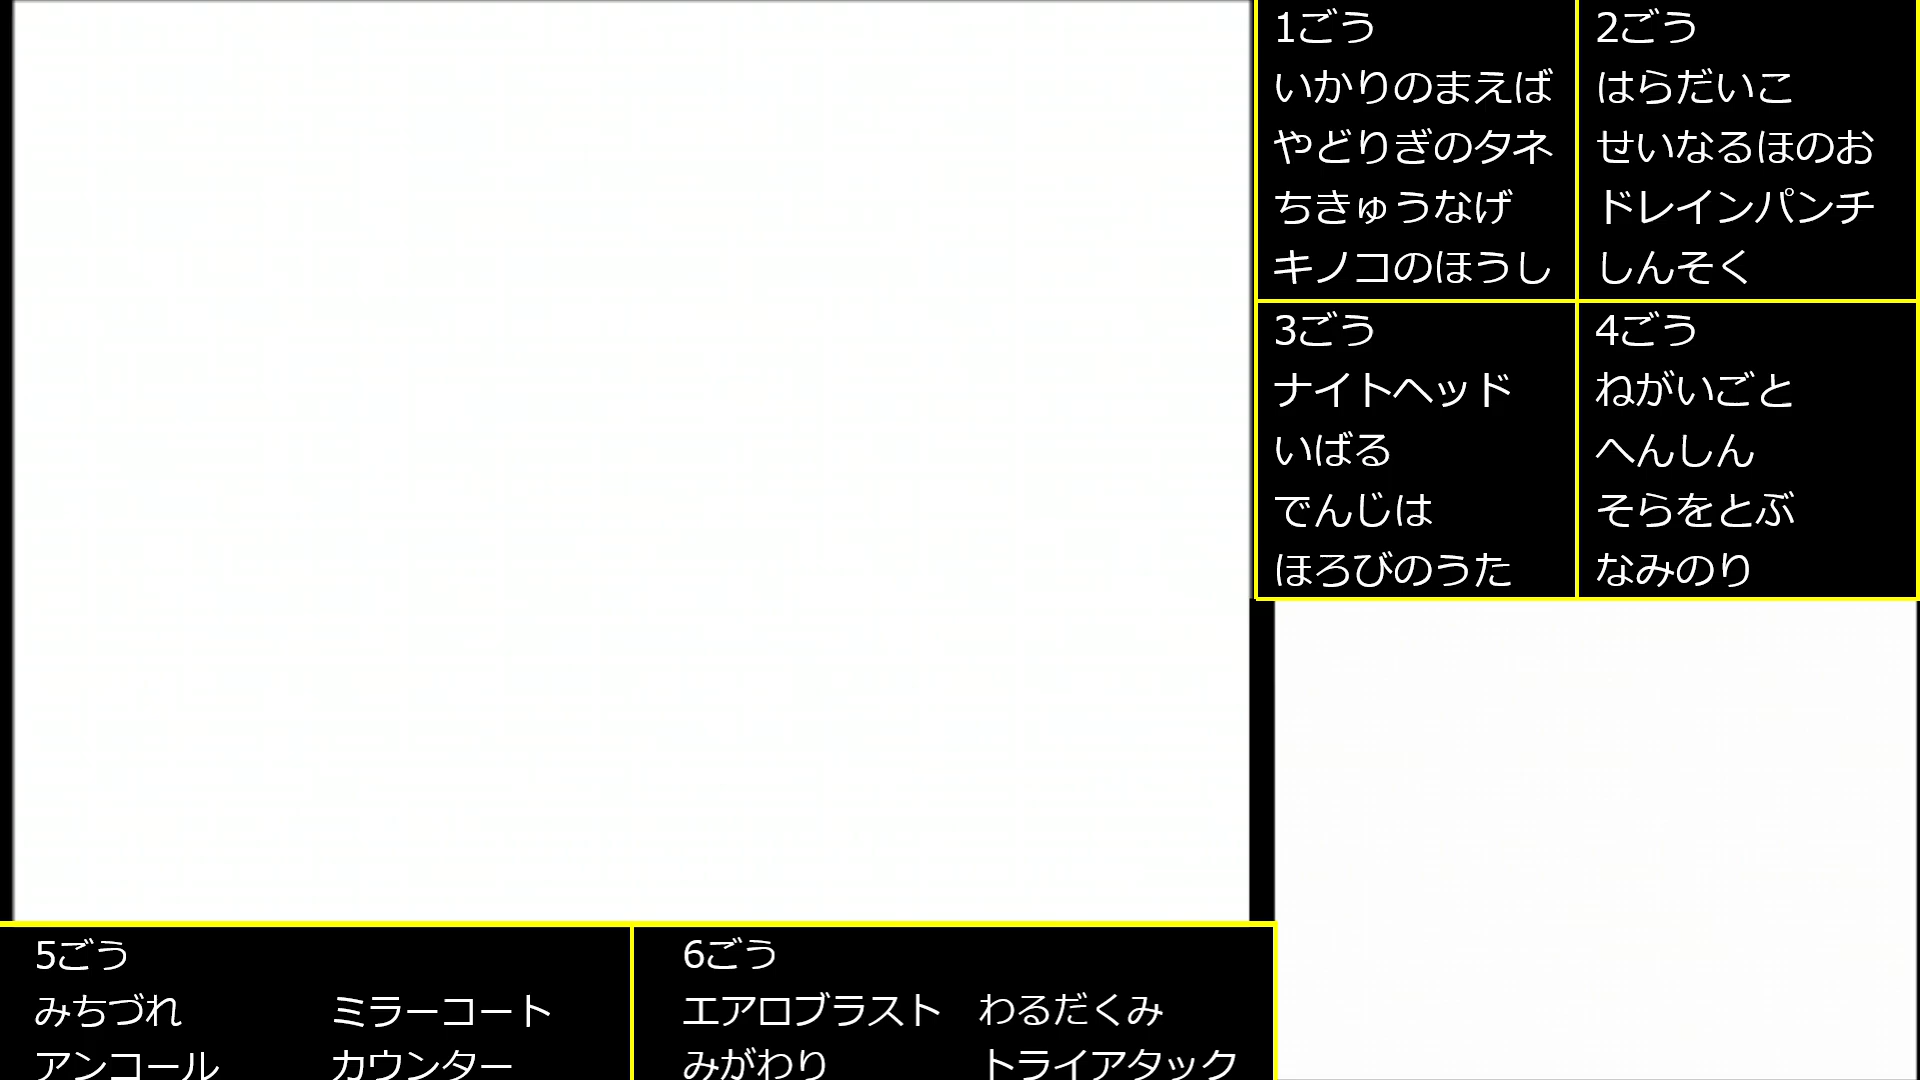 1ごう
いかりのまえば
やどりぎのタネ
ちきゅうなげ
キノコのほうし
2ごう
はらだいこ
せいなるほのお
ドレインパンチ
しんそく
3ごう
ナイトヘッド
いばる
でんじは
ほろびのうた
4ごう
ねがいごと
へんしん
そらをとぶ
なみのり
5ごう
みちづれ ミラーコート
アンコール カウンター
6ごう
エアロブラスト わるだくみ
みがわり トライアタック